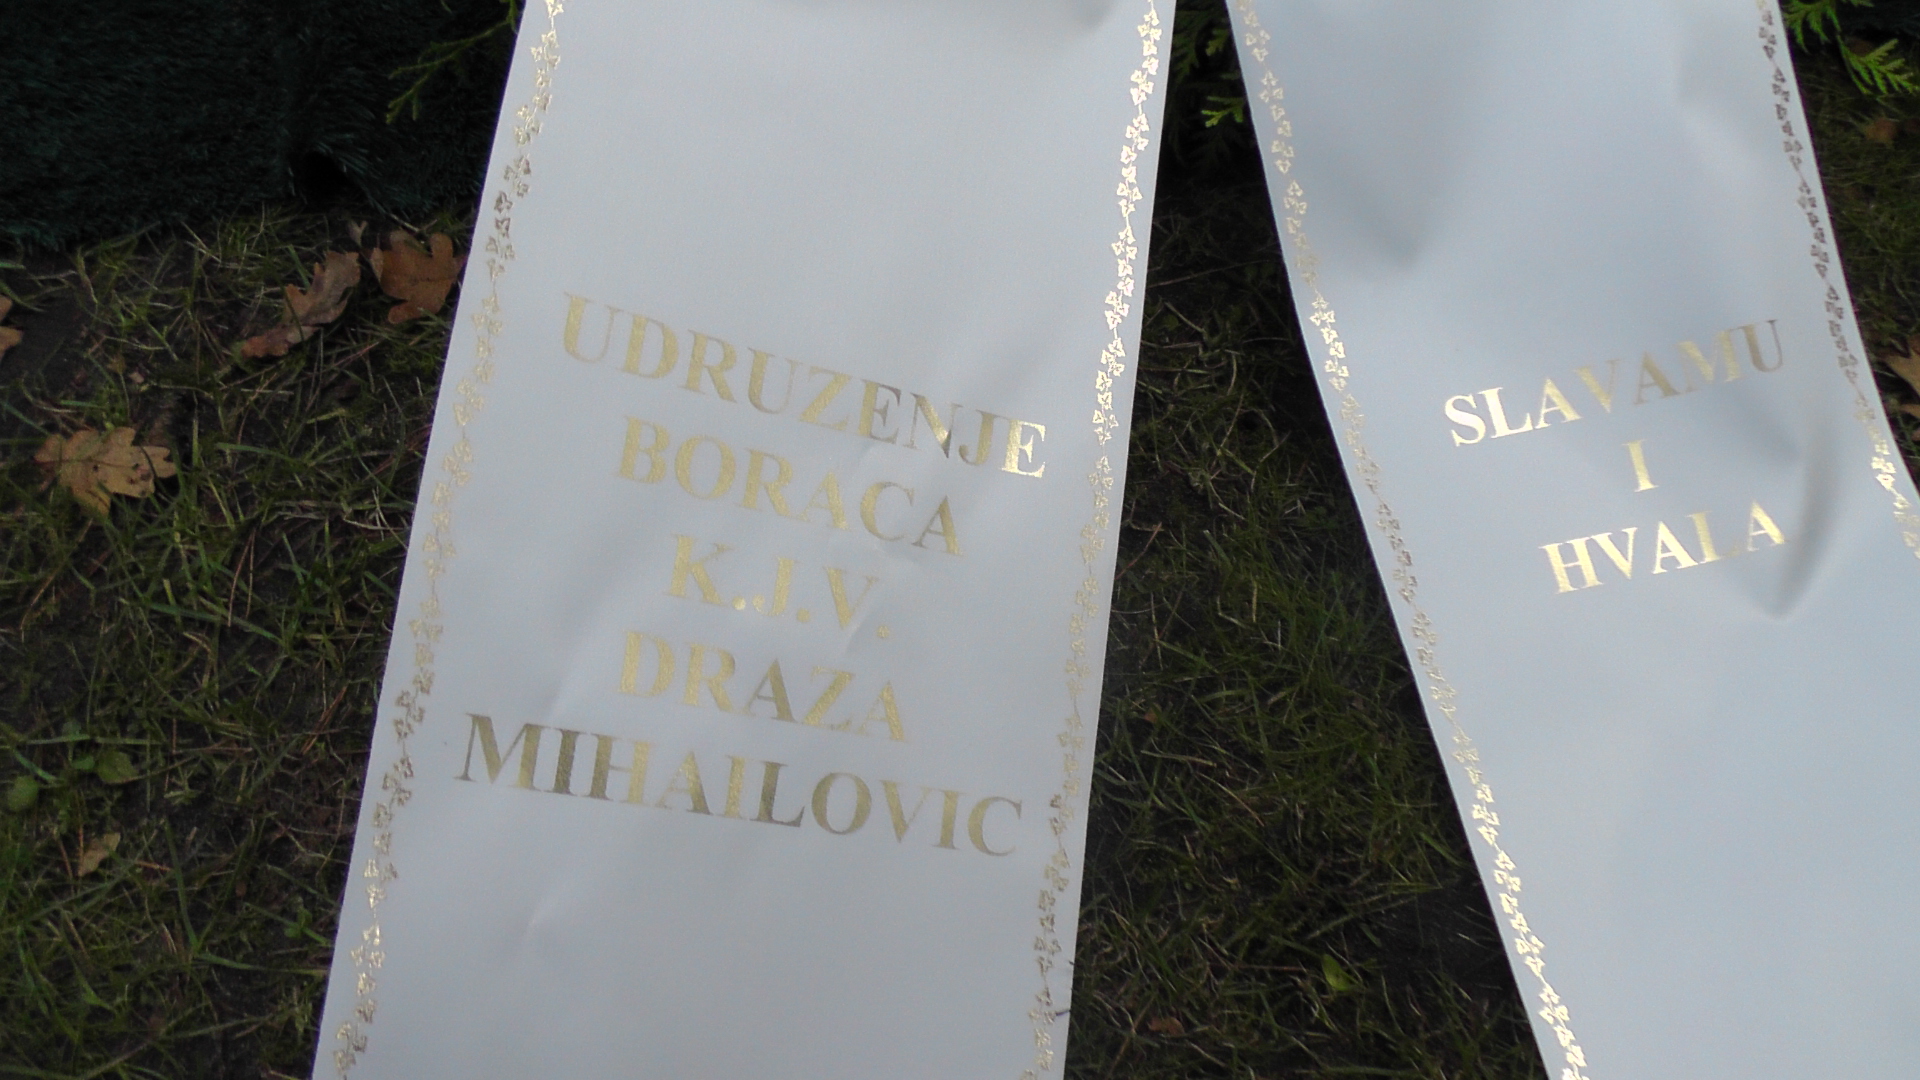 UDRUZENJE
BORACA
K.J.V.
DRAZA
MIHAILOVIC
SLAVAMU
I
HVALA